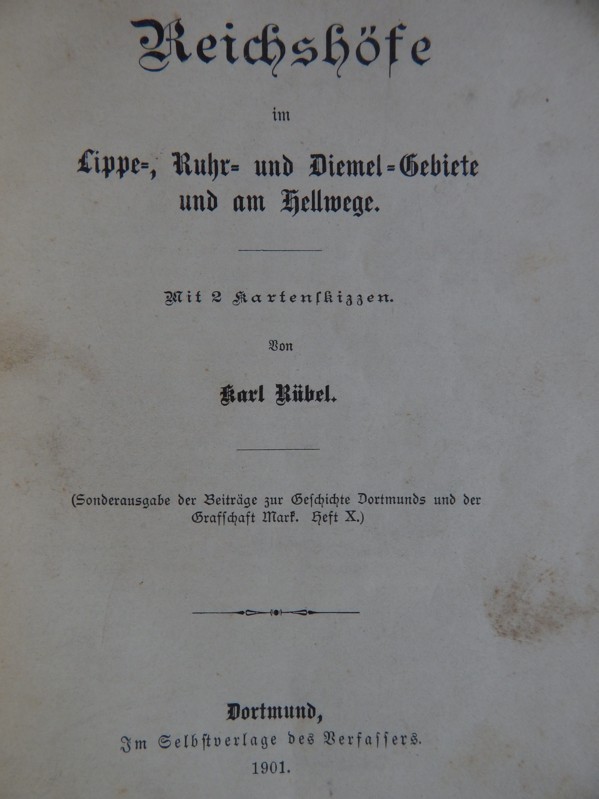 Reichshöfe
im
Lippe=, Ruhr= und Diemel=Gebiete
und am Hellwege.
Mit 2 Kartenſkizzen.
Von
Karl Rübel.
(Sonderausgabe der Beiträge zur Geſchichte Dortmunds und der
Grafſchaft Mark. Heft X.)
Dortmund,
Im Selbſtverlage des Verfaſſers.
1901.